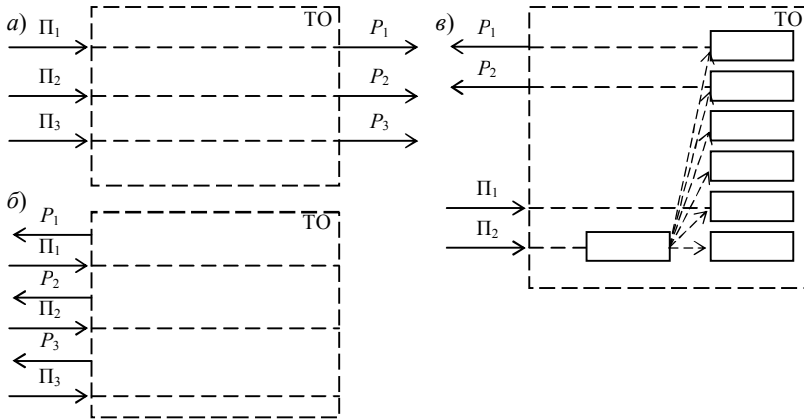 а) ТО
П₁ P₁
П₂ P₂
П₃ P₃
б) ТО
P₁
П₁
P₂
П₂
P₃
П₃
в) ТО
P₁
P₂
П₁
П₂